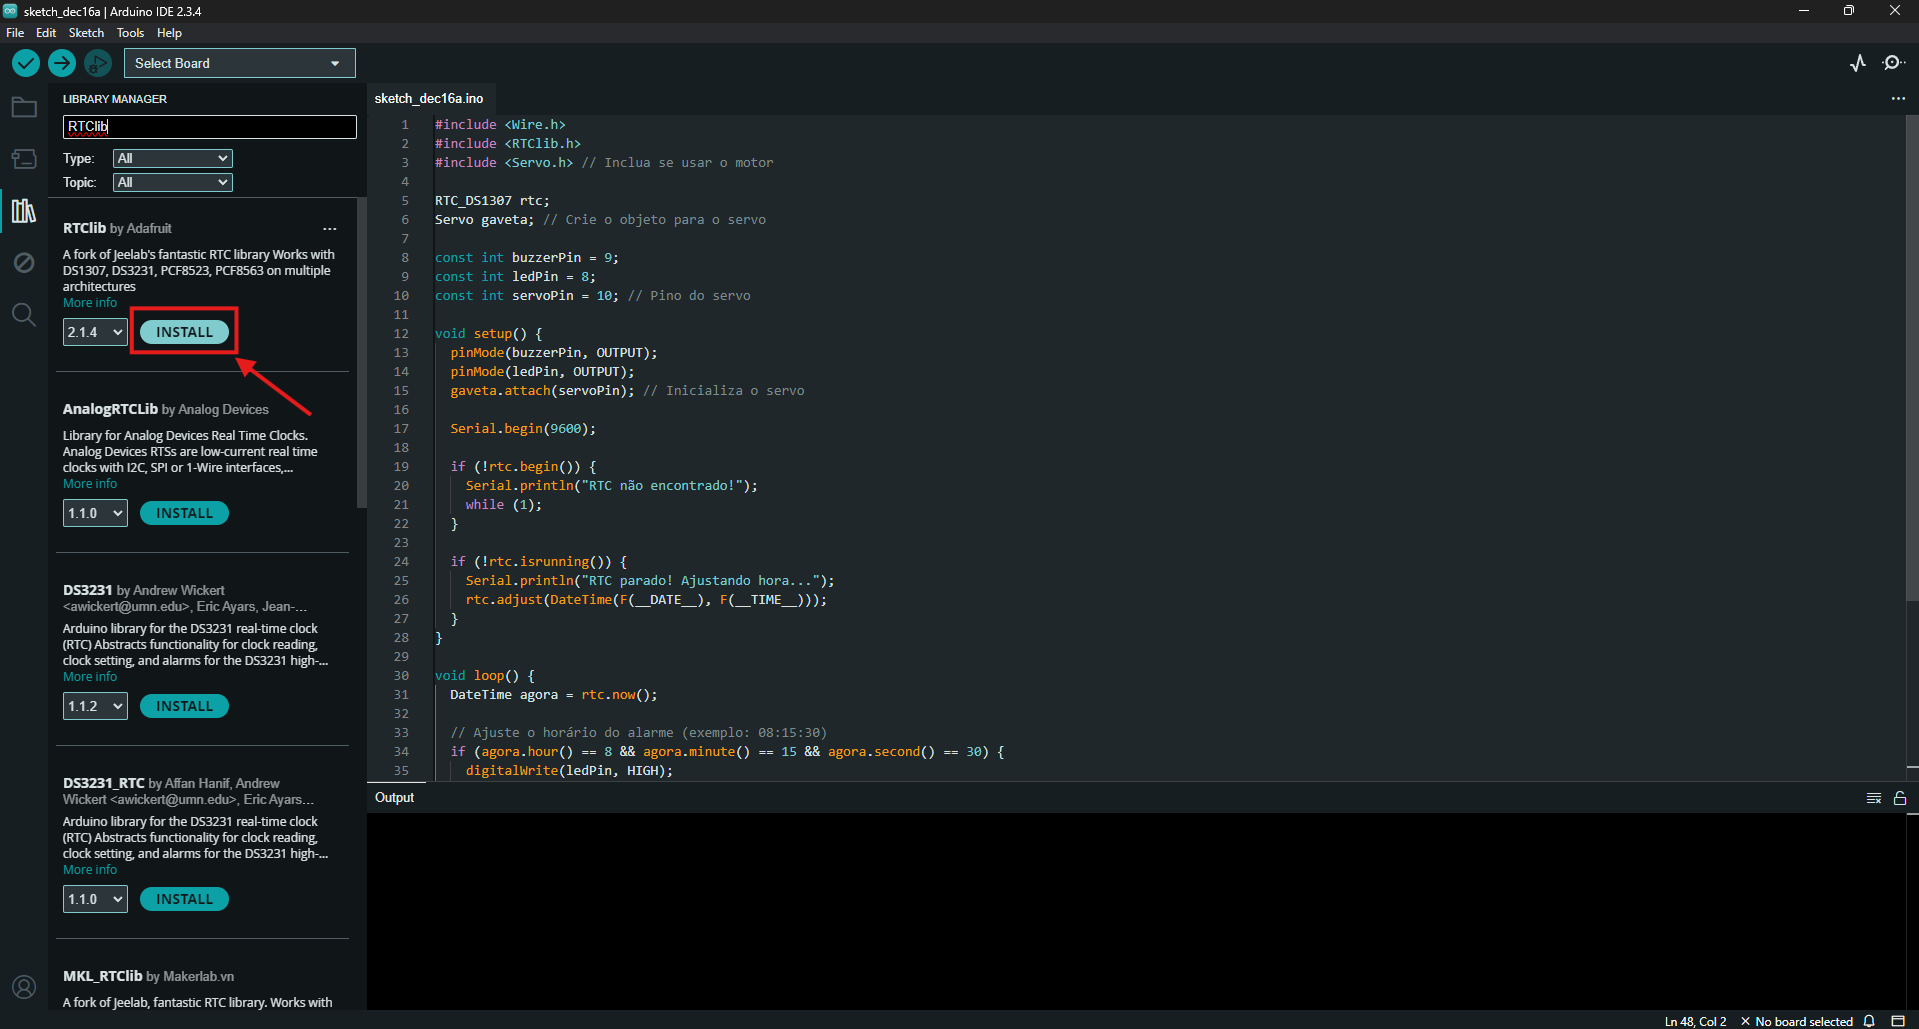 sketch_dec16a | Arduino IDE 2.3.4
File Edit Sketch Tools Help
Select Board
LIBRARY MANAGER
RTClib
Type: All
Topic: All
RTClib by Adafruit
A fork of Jeelab's fantastic RTC library Works with
DS1307, DS3231, PCF8523, PCF8563 on multiple
architectures
More info
2.1.4 INSTALL
AnalogRTCLib by Analog Devices
Library for Analog Devices Real Time Clocks.
Analog Devices RTSs are low-current real time
clocks with I2C, SPI or 1-Wire interfaces,...
More info
1.1.0 INSTALL
DS3231 by Andrew Wickert
<awickert@umn.edu>, Eric Ayars, Jean-...
Arduino library for the DS3231 real-time clock
(RTC) Abstracts functionality for clock reading,
clock setting, and alarms for the DS3231 high-...
More info
1.1.2 INSTALL
DS3231_RTC by Affan Hanif, Andrew
Wickert <awickert@umn.edu>, Eric Ayars...
Arduino library for the DS3231 real-time clock
(RTC) Abstracts functionality for clock reading,
clock setting, and alarms for the DS3231 high-...
More info
1.1.0 INSTALL
MKL_RTClib by Makerlab.vn
A fork of Jeelab, fantastic RTC library. Works with
sketch_dec16a.ino
1 #include <Wire.h>
2 #include <RTClib.h>
3 #include <Servo.h> // Inclua se usar o motor
4
5 RTC_DS1307 rtc;
6 Servo gaveta; // Crie o objeto para o servo
7
8 const int buzzerPin = 9;
9 const int ledPin = 8;
10 const int servoPin = 10; // Pino do servo
11
12 void setup() {
13 pinMode(buzzerPin, OUTPUT);
14 pinMode(ledPin, OUTPUT);
15 gaveta.attach(servoPin); // Inicializa o servo
16
17 Serial.begin(9600);
18
19 if (!rtc.begin()) {
20 Serial.println("RTC não encontrado!");
21 while (1);
22 }
23
24 if (!rtc.isrunning()) {
25 Serial.println("RTC parado! Ajustando hora...");
26 rtc.adjust(DateTime(F(__DATE__), F(__TIME__)));
27 }
28 }
29
30 void loop() {
31 DateTime agora = rtc.now();
32
33 // Ajuste o horário do alarme (exemplo: 08:15:30)
34 if (agora.hour() == 8 && agora.minute() == 15 && agora.second() == 30) {
35 digitalWrite(ledPin, HIGH);
Output
Ln 48, Col 2 × No board selected